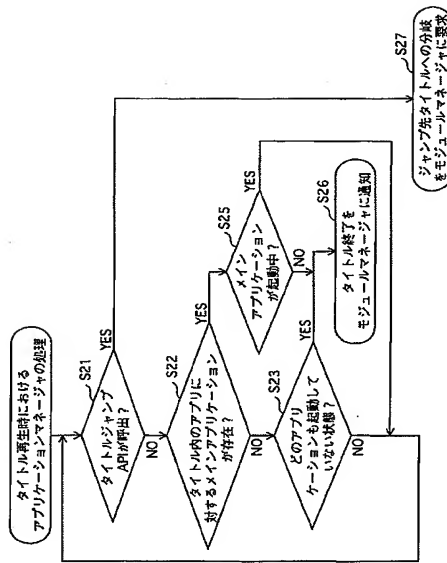 タイトル再生時における
アプリケーションマネージャの処理
S21
タイトルジャンプ
APIが呼出？
YES
NO
S22
タイトル内のアプリに
対するメインアプリケーション
が存在？
YES
NO
S23
どのアプリ
ケーションも起動して
いない状態？
YES
NO
S25
メイン
アプリケーション
が起動中？
YES
NO
S26
タイトル終了を
モジュールマネージャに通知
S27
ジャンプ先タイトルへの分岐
をモジュールマネージャに要求